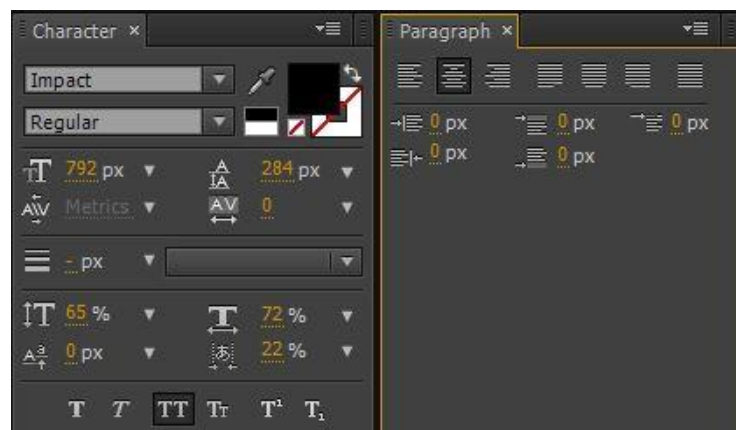 Character ×
Paragraph ×
Impact
Regular
792 px
284 px
Metrics
0
- px
65 %
72 %
0 px
22 %
T T TT Tт T¹ T₁
0 px
0 px
0 px
0 px
0 px